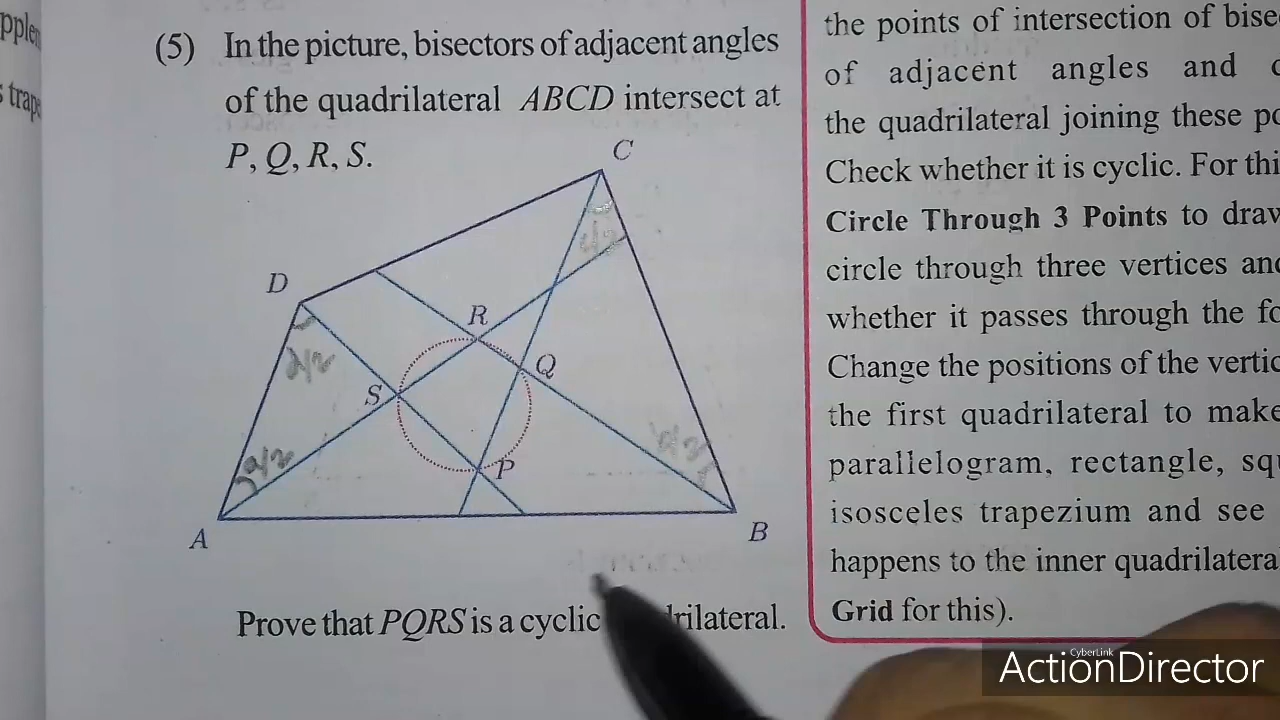 pplem
s trape
(5) In the picture, bisectors of adjacent angles
of the quadrilateral ABCD intersect at
P, Q, R, S.
C
D
R
Q
S
P
A
B
a/2
Prove that PQRS is a cyclic
rilateral.
the points of intersection of bise
of adjacent angles and c
the quadrilateral joining these po
Check whether it is cyclic. For thi
Circle Through 3 Points to draw
circle through three vertices and
whether it passes through the fo
Change the positions of the vertic
the first quadrilateral to make
parallelogram, rectangle, squ
isosceles trapezium and see
happens to the inner quadrilatera
Grid for this).
CyberLink
ActionDirector